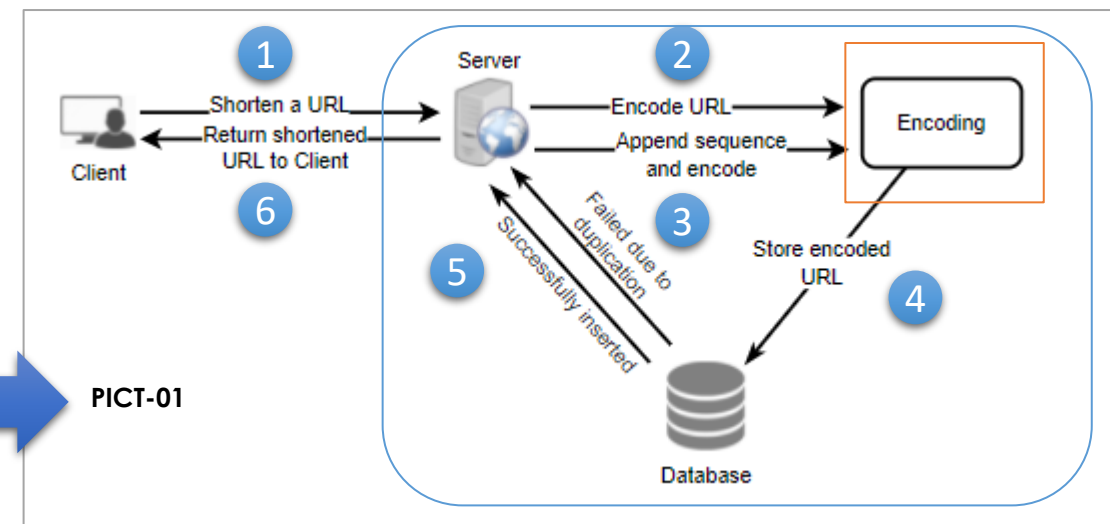 1
2
Server
Shorten a URL
Return shortened
URL to Client
Client
6
Encode URL
Append sequence
and encode
Encoding
3
Failed due to
duplication
Successfully inserted
5
Store encoded
URL
4
PICT-01
Database